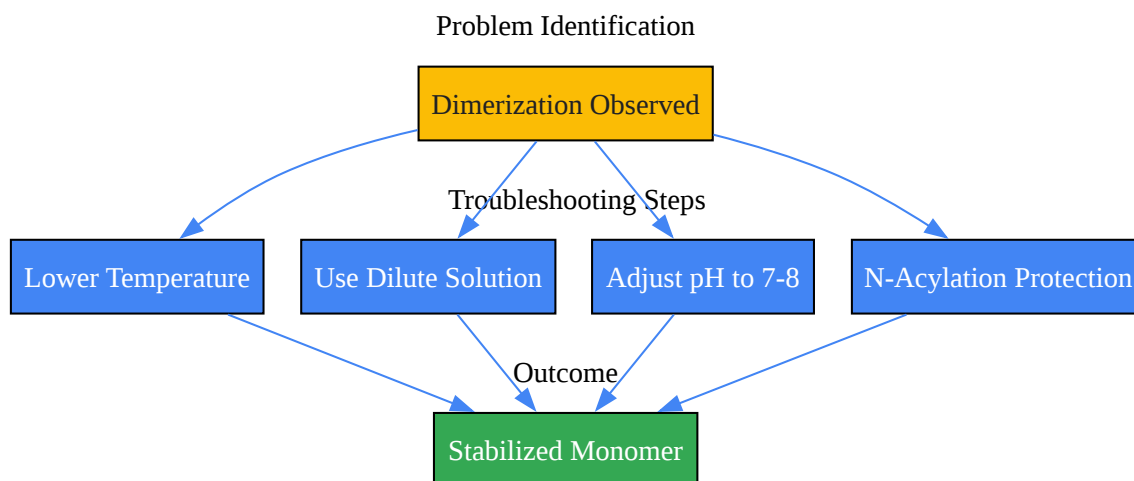 Problem Identification
Dimerization Observed
Troubleshooting Steps
Lower Temperature
Use Dilute Solution
Adjust pH to 7-8
N-Acylation Protection
Outcome
Stabilized Monomer